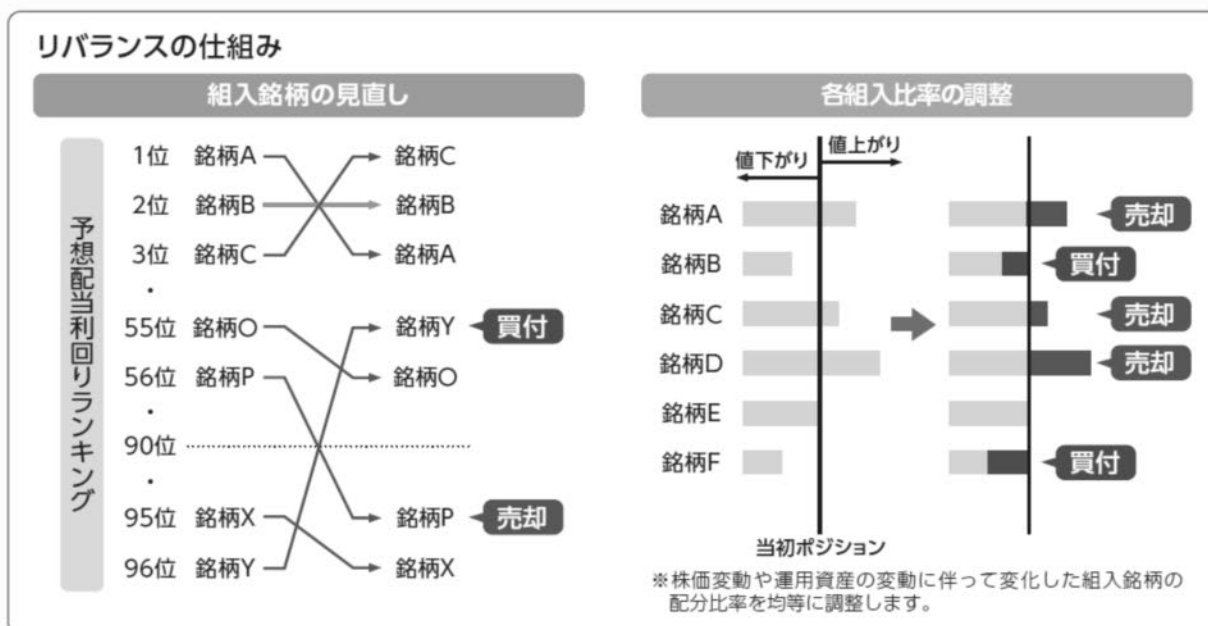 リバランスの仕組み
組入銘柄の見直し
予想配当利回りランキング
1位 銘柄A 銘柄C
2位 銘柄B 銘柄B
3位 銘柄C 銘柄A
・
55位 銘柄O 銘柄Y 買付
56位 銘柄P 銘柄O
・
90位
・
95位 銘柄X 銘柄P 売却
96位 銘柄Y 銘柄X
各組入比率の調整
値下がり 値上がり
銘柄A 売却
銘柄B 買付
銘柄C 売却
銘柄D 売却
銘柄E
銘柄F 買付
当初ポジション
※株価変動や運用資産の変動に伴って変化した組入銘柄の
配分比率を均等に調整します。